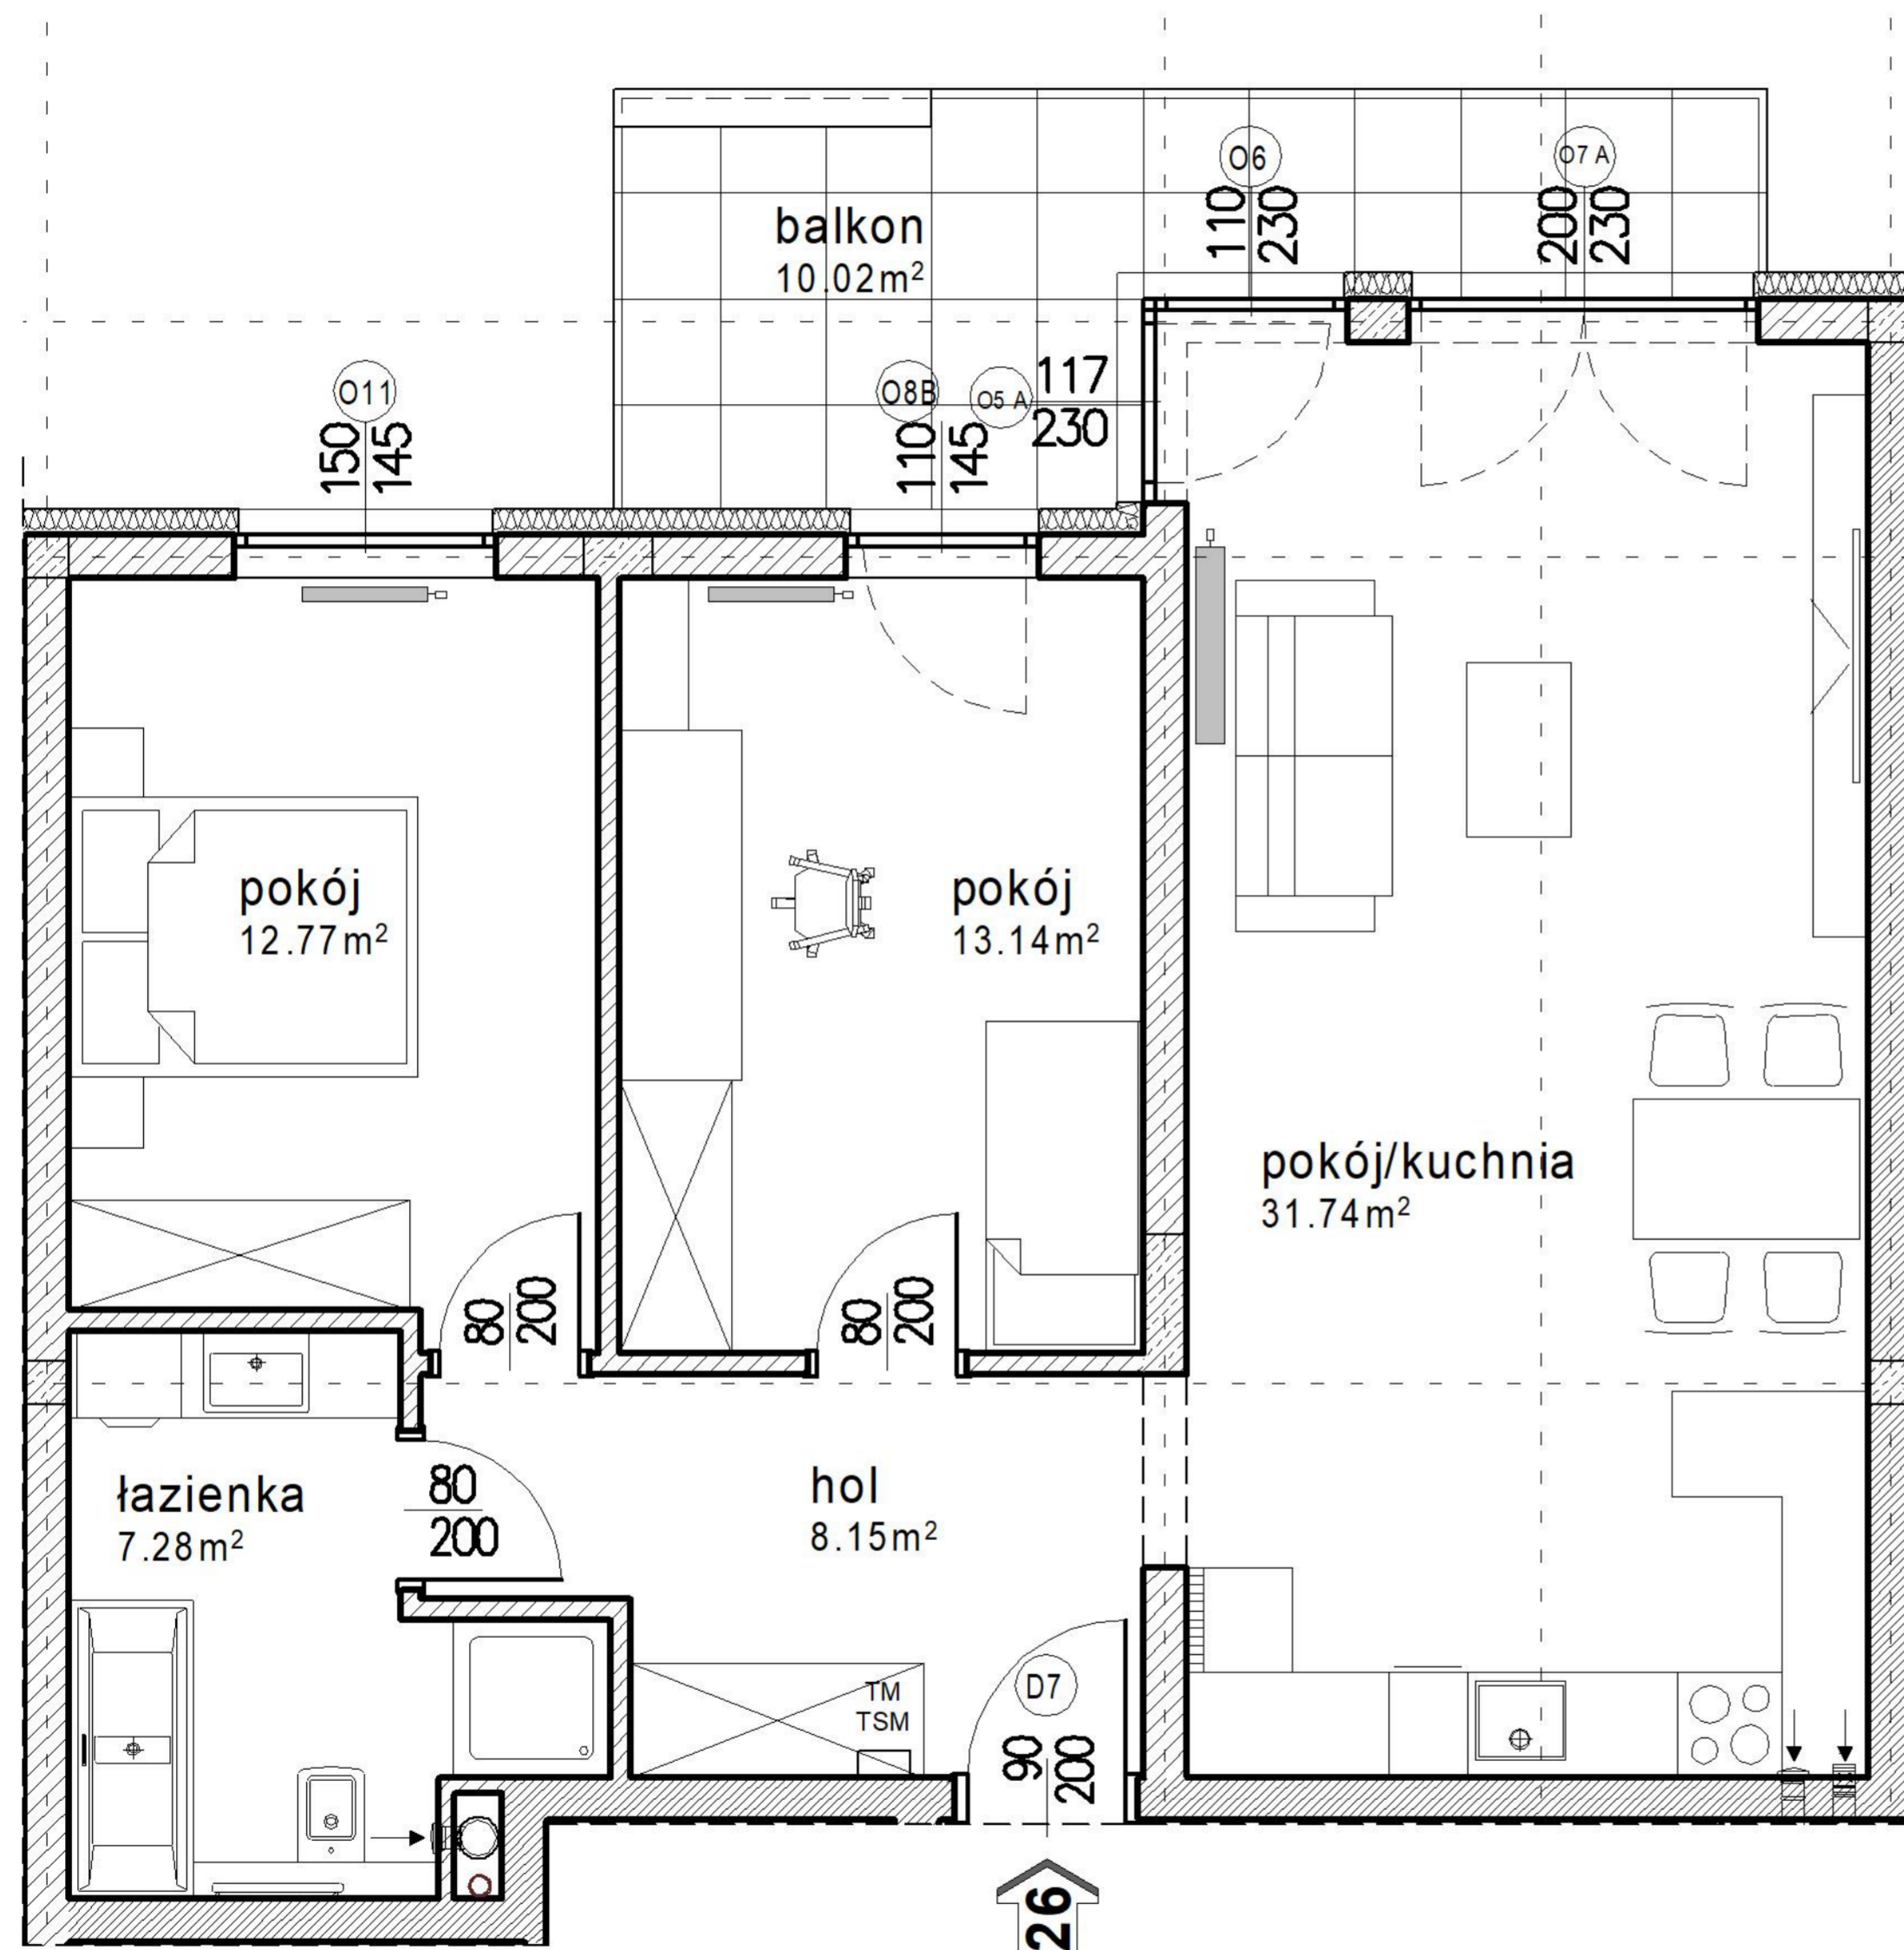 O6
110
230
O7 A
200
230
balkon
10.02m²
O11
150
145
O8B
110
145
O5 A
117
230
pokój
12.77m²
pokój
13.14m²
pokój/kuchnia
31.74m²
80
200
80
200
łazienka
7.28m²
80
200
hol
8.15m²
TM
TSM
D7
90
200
26